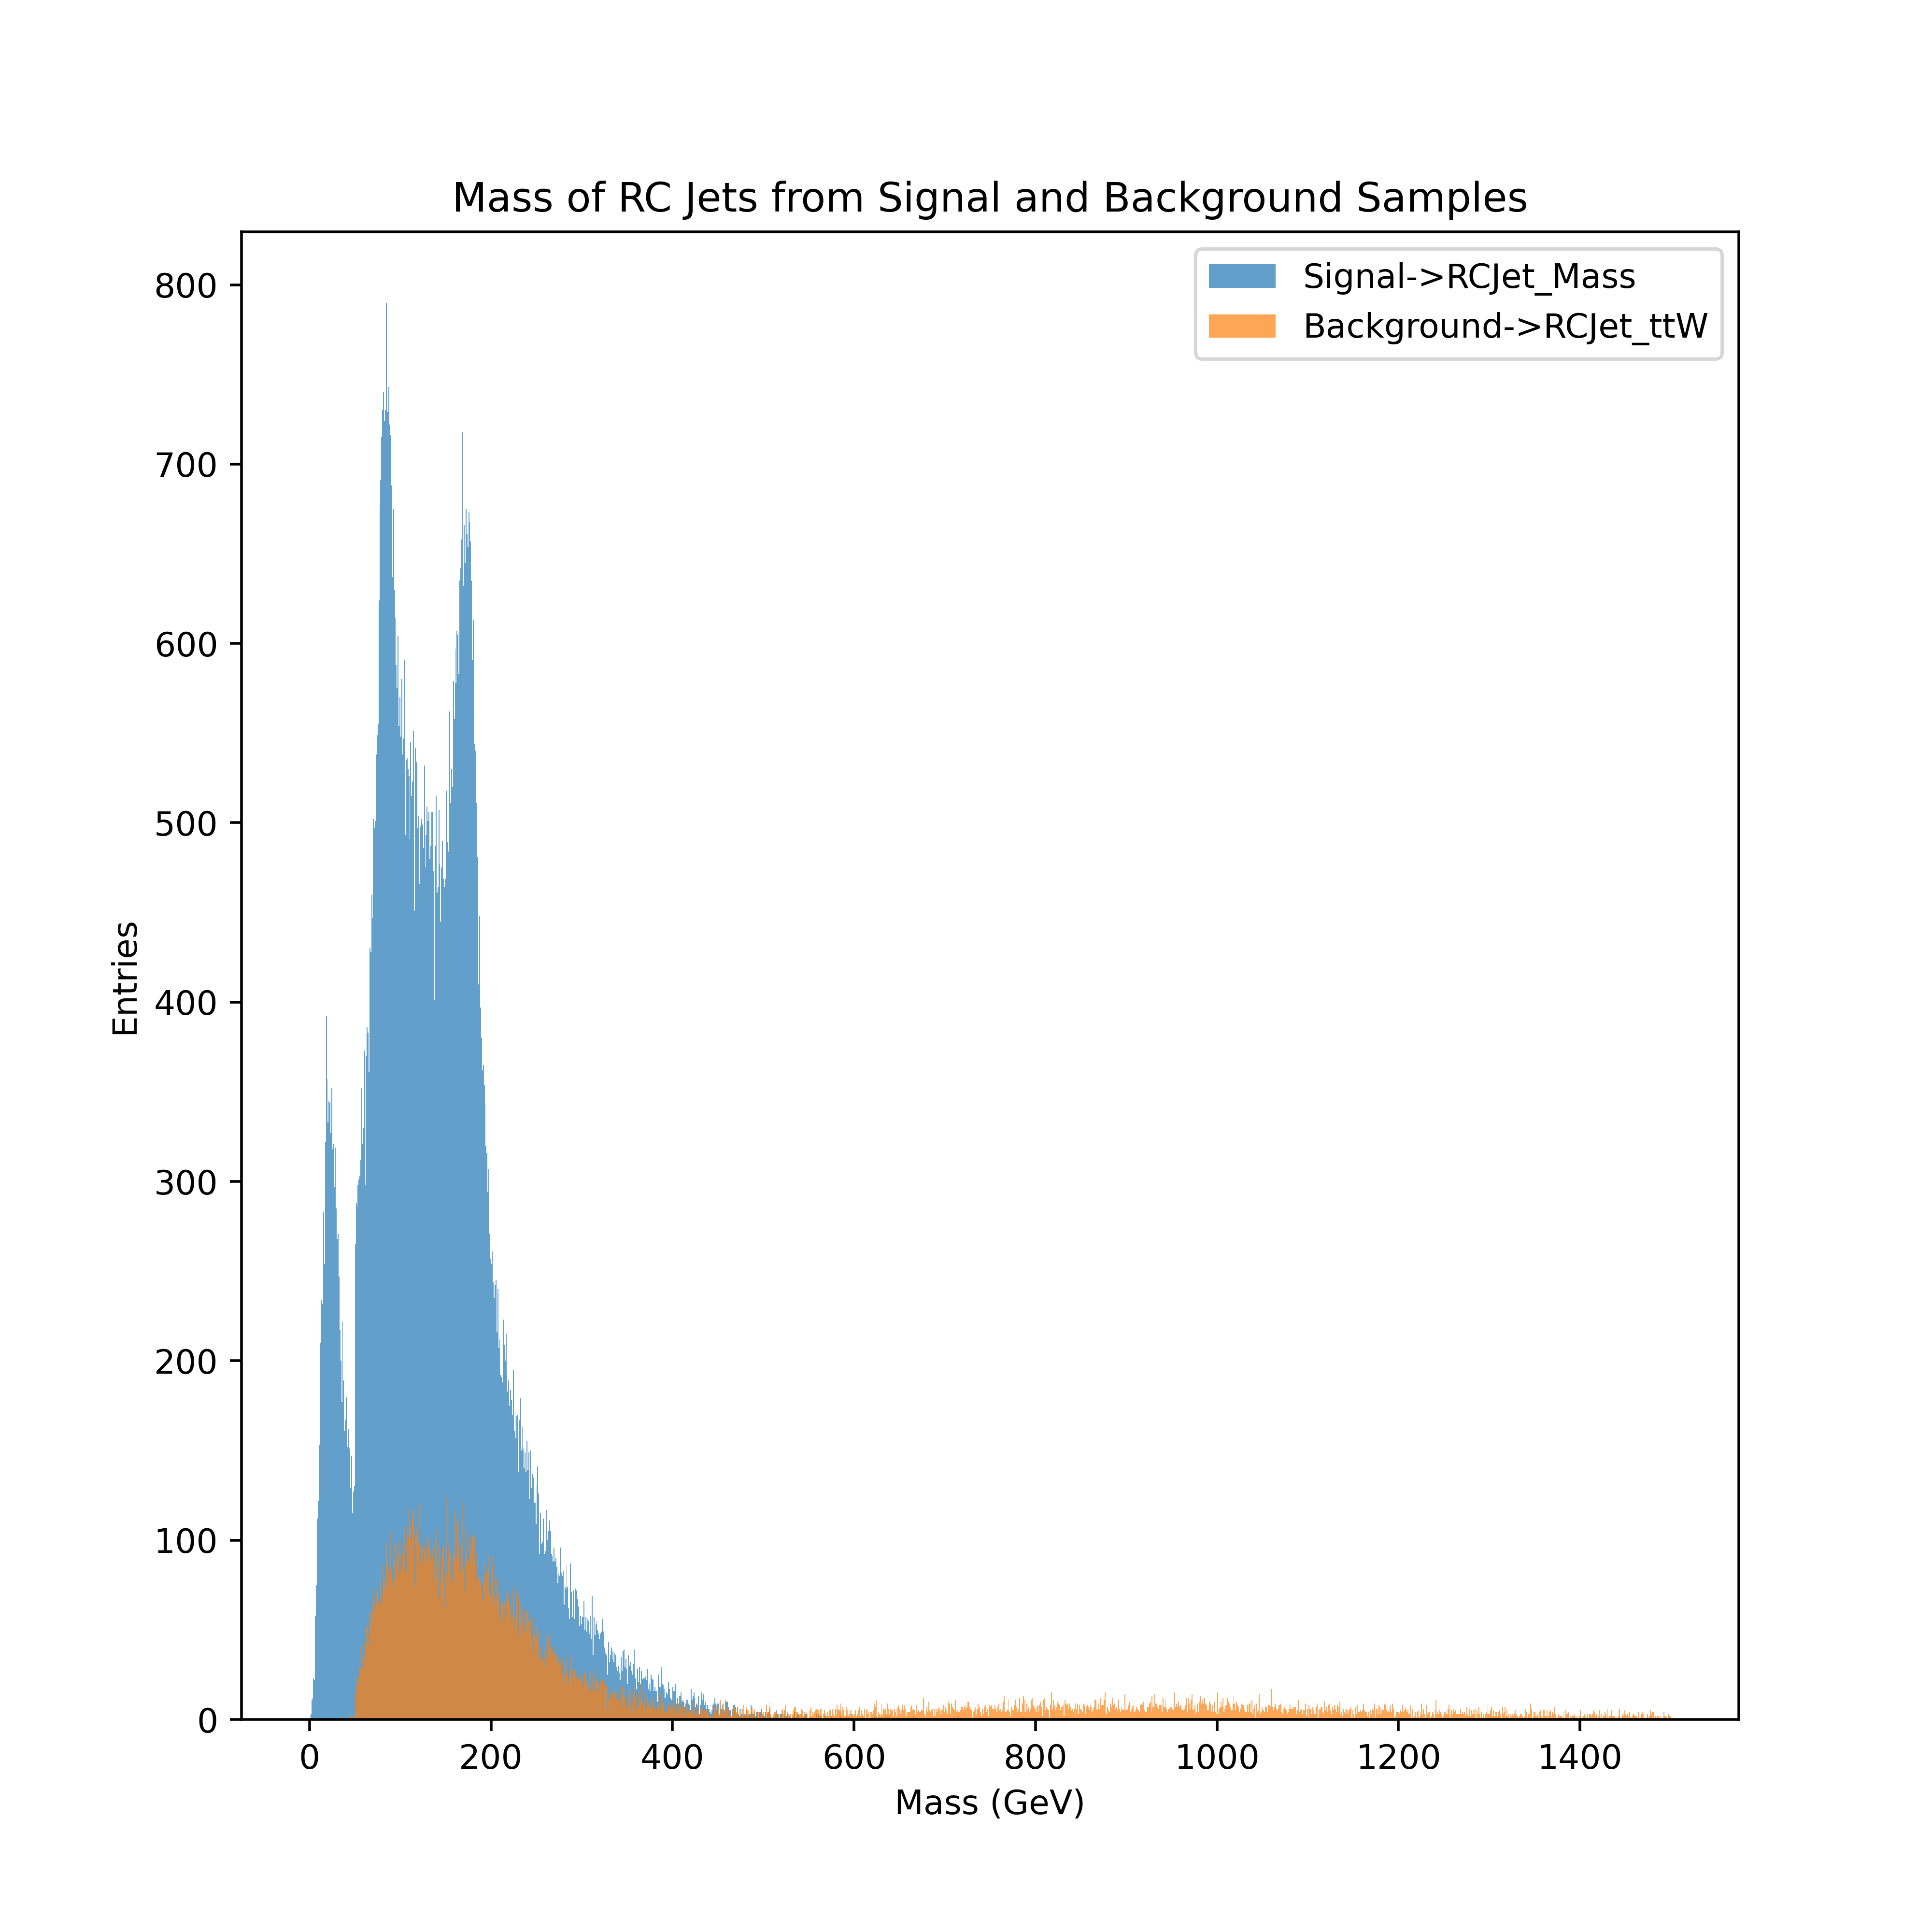 Mass of RC Jets from Signal and Background Samples
Signal->RCJet_Mass
Background->RCJet_ttW
800
700
600
500
400
300
200
100
0
Entries
0 200 400 600 800 1000 1200 1400
Mass (GeV)